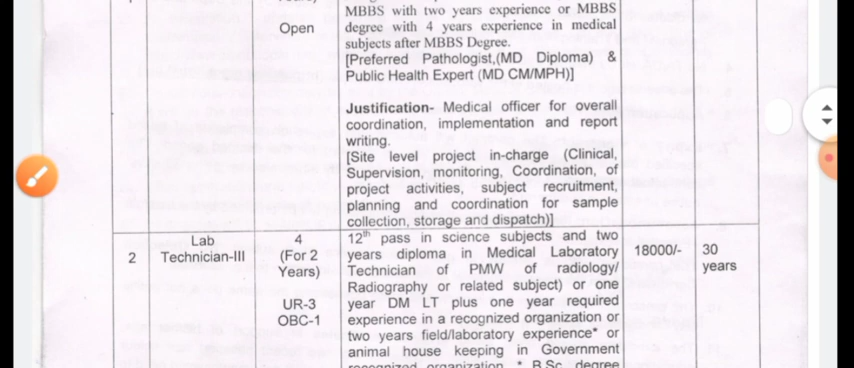 Open
MBBS with two years experience or MBBS
degree with 4 years experience in medical
subjects after MBBS Degree.
[Preferred Pathologist,(MD Diploma) &
Public Health Expert (MD CM/MPH)]
Justification- Medical officer for overall
coordination, implementation and report
writing.
[Site level project in-charge (Clinical,
Supervision, monitoring, Coordination, of
project activities, subject recruitment,
planning and coordination for sample
collection, storage and dispatch)]
2
Lab
Technician-III
4
(For 2
Years)
UR-3
OBC-1
12th pass in science subjects and two
years diploma in Medical Laboratory
Technician of PMW of radiology/
Radiography or related subject) or one
year DM LT plus one year required
experience in a recognized organization or
two years field/laboratory experience* or
animal house keeping in Government
recognized organization * B.Sc degree
18000/-
30
years